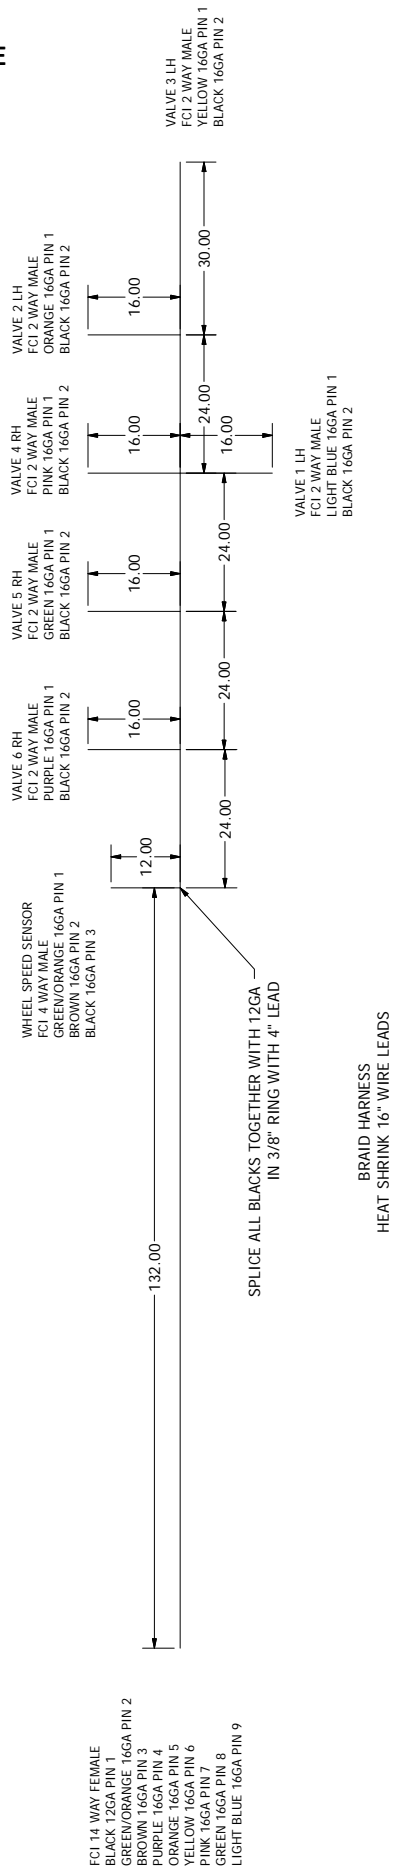 FCI 14 WAY FEMALE
BLACK 12GA PIN 1
GREEN/ORANGE 16GA PIN 2
BROWN 16GA PIN 3
PURPLE 16GA PIN 4
ORANGE 16GA PIN 5
YELLOW 16GA PIN 6
PINK 16GA PIN 7
GREEN 16GA PIN 8
LIGHT BLUE 16GA PIN 9
132.00
WHEEL SPEED SENSOR
FCI 4 WAY MALE
GREEN/ORANGE 16GA PIN 1
BROWN 16GA PIN 2
BLACK 16GA PIN 3
12.00
SPLICE ALL BLACKS TOGETHER WITH 12GA
IN 3/8" RING WITH 4" LEAD
BRAID HARNESS
HEAT SHRINK 16" WIRE LEADS
24.00
VALVE 6 RH
FCI 2 WAY MALE
PURPLE 16GA PIN 1
BLACK 16GA PIN 2
16.00
24.00
VALVE 5 RH
FCI 2 WAY MALE
GREEN 16GA PIN 1
BLACK 16GA PIN 2
16.00
24.00
VALVE 4 RH
FCI 2 WAY MALE
PINK 16GA PIN 1
BLACK 16GA PIN 2
16.00
16.00
VALVE 1 LH
FCI 2 WAY MALE
LIGHT BLUE 16GA PIN 1
BLACK 16GA PIN 2
24.00
VALVE 2 LH
FCI 2 WAY MALE
ORANGE 16GA PIN 1
BLACK 16GA PIN 2
16.00
30.00
VALVE 3 LH
FCI 2 WAY MALE
YELLOW 16GA PIN 1
BLACK 16GA PIN 2